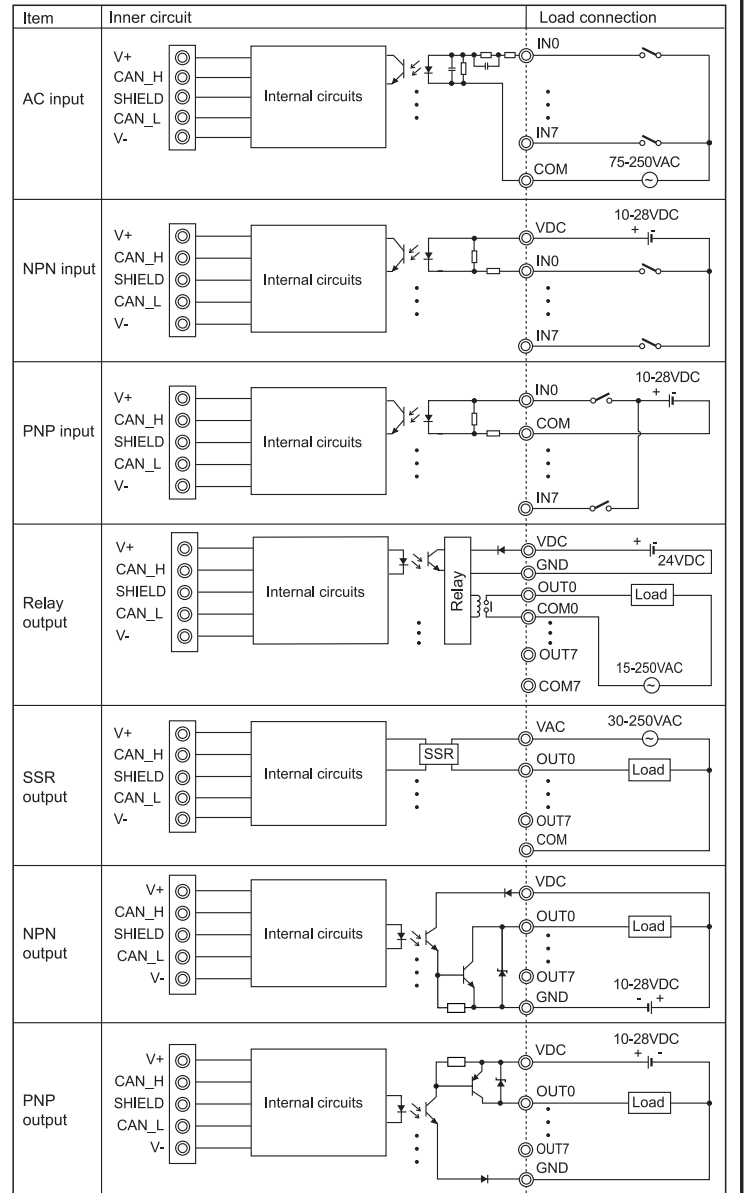 Item Inner circuit Load connection
AC input
V+
CAN_H
SHIELD
CAN_L
V-
Internal circuits
IN0
IN7
75-250VAC
COM
NPN input
V+
CAN_H
SHIELD
CAN_L
V-
Internal circuits
10-28VDC
VDC
+ -
IN0
IN7
PNP input
V+
CAN_H
SHIELD
CAN_L
V-
Internal circuits
10-28VDC
IN0
+ -
COM
IN7
Relay
output
V+
CAN_H
SHIELD
CAN_L
V-
Internal circuits
Relay
VDC
+ -
24VDC
GND
OUT0
Load
COM0
OUT7
15-250VAC
COM7
SSR
output
V+
CAN_H
SHIELD
CAN_L
V-
Internal circuits
SSR
30-250VAC
VAC
OUT0
Load
OUT7
COM
NPN
output
V+
CAN_H
SHIELD
CAN_L
V-
Internal circuits
VDC
OUT0
Load
OUT7
10-28VDC
GND
- +
PNP
output
V+
CAN_H
SHIELD
CAN_L
V-
Internal circuits
10-28VDC
VDC
+ -
OUT0
Load
OUT7
GND